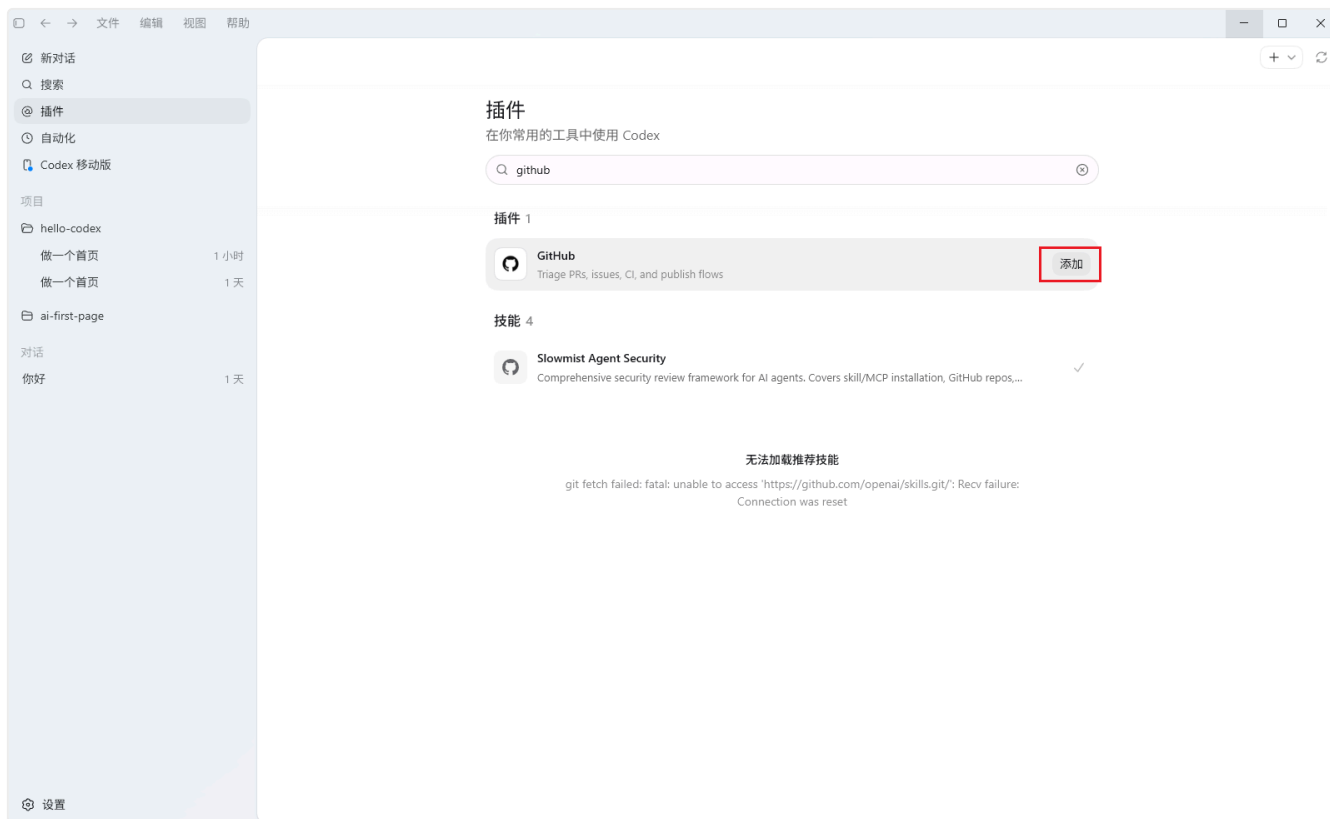 文件 编辑 视图 帮助
新对话
搜索
插件
自动化
Codex 移动版
项目
hello-codex
做一个首页 1 小时
做一个首页 1 天
ai-first-page
对话
你好 1 天
设置
插件
在你常用的工具中使用 Codex
github
插件 1
GitHub
Triage PRs, issues, CI, and publish flows
添加
技能 4
Slowmist Agent Security
Comprehensive security review framework for AI agents. Covers skill/MCP installation, GitHub repos,...
无法加载推荐技能
git fetch failed: fatal: unable to access 'https://github.com/openai/skills.git/': Recv failure:
Connection was reset